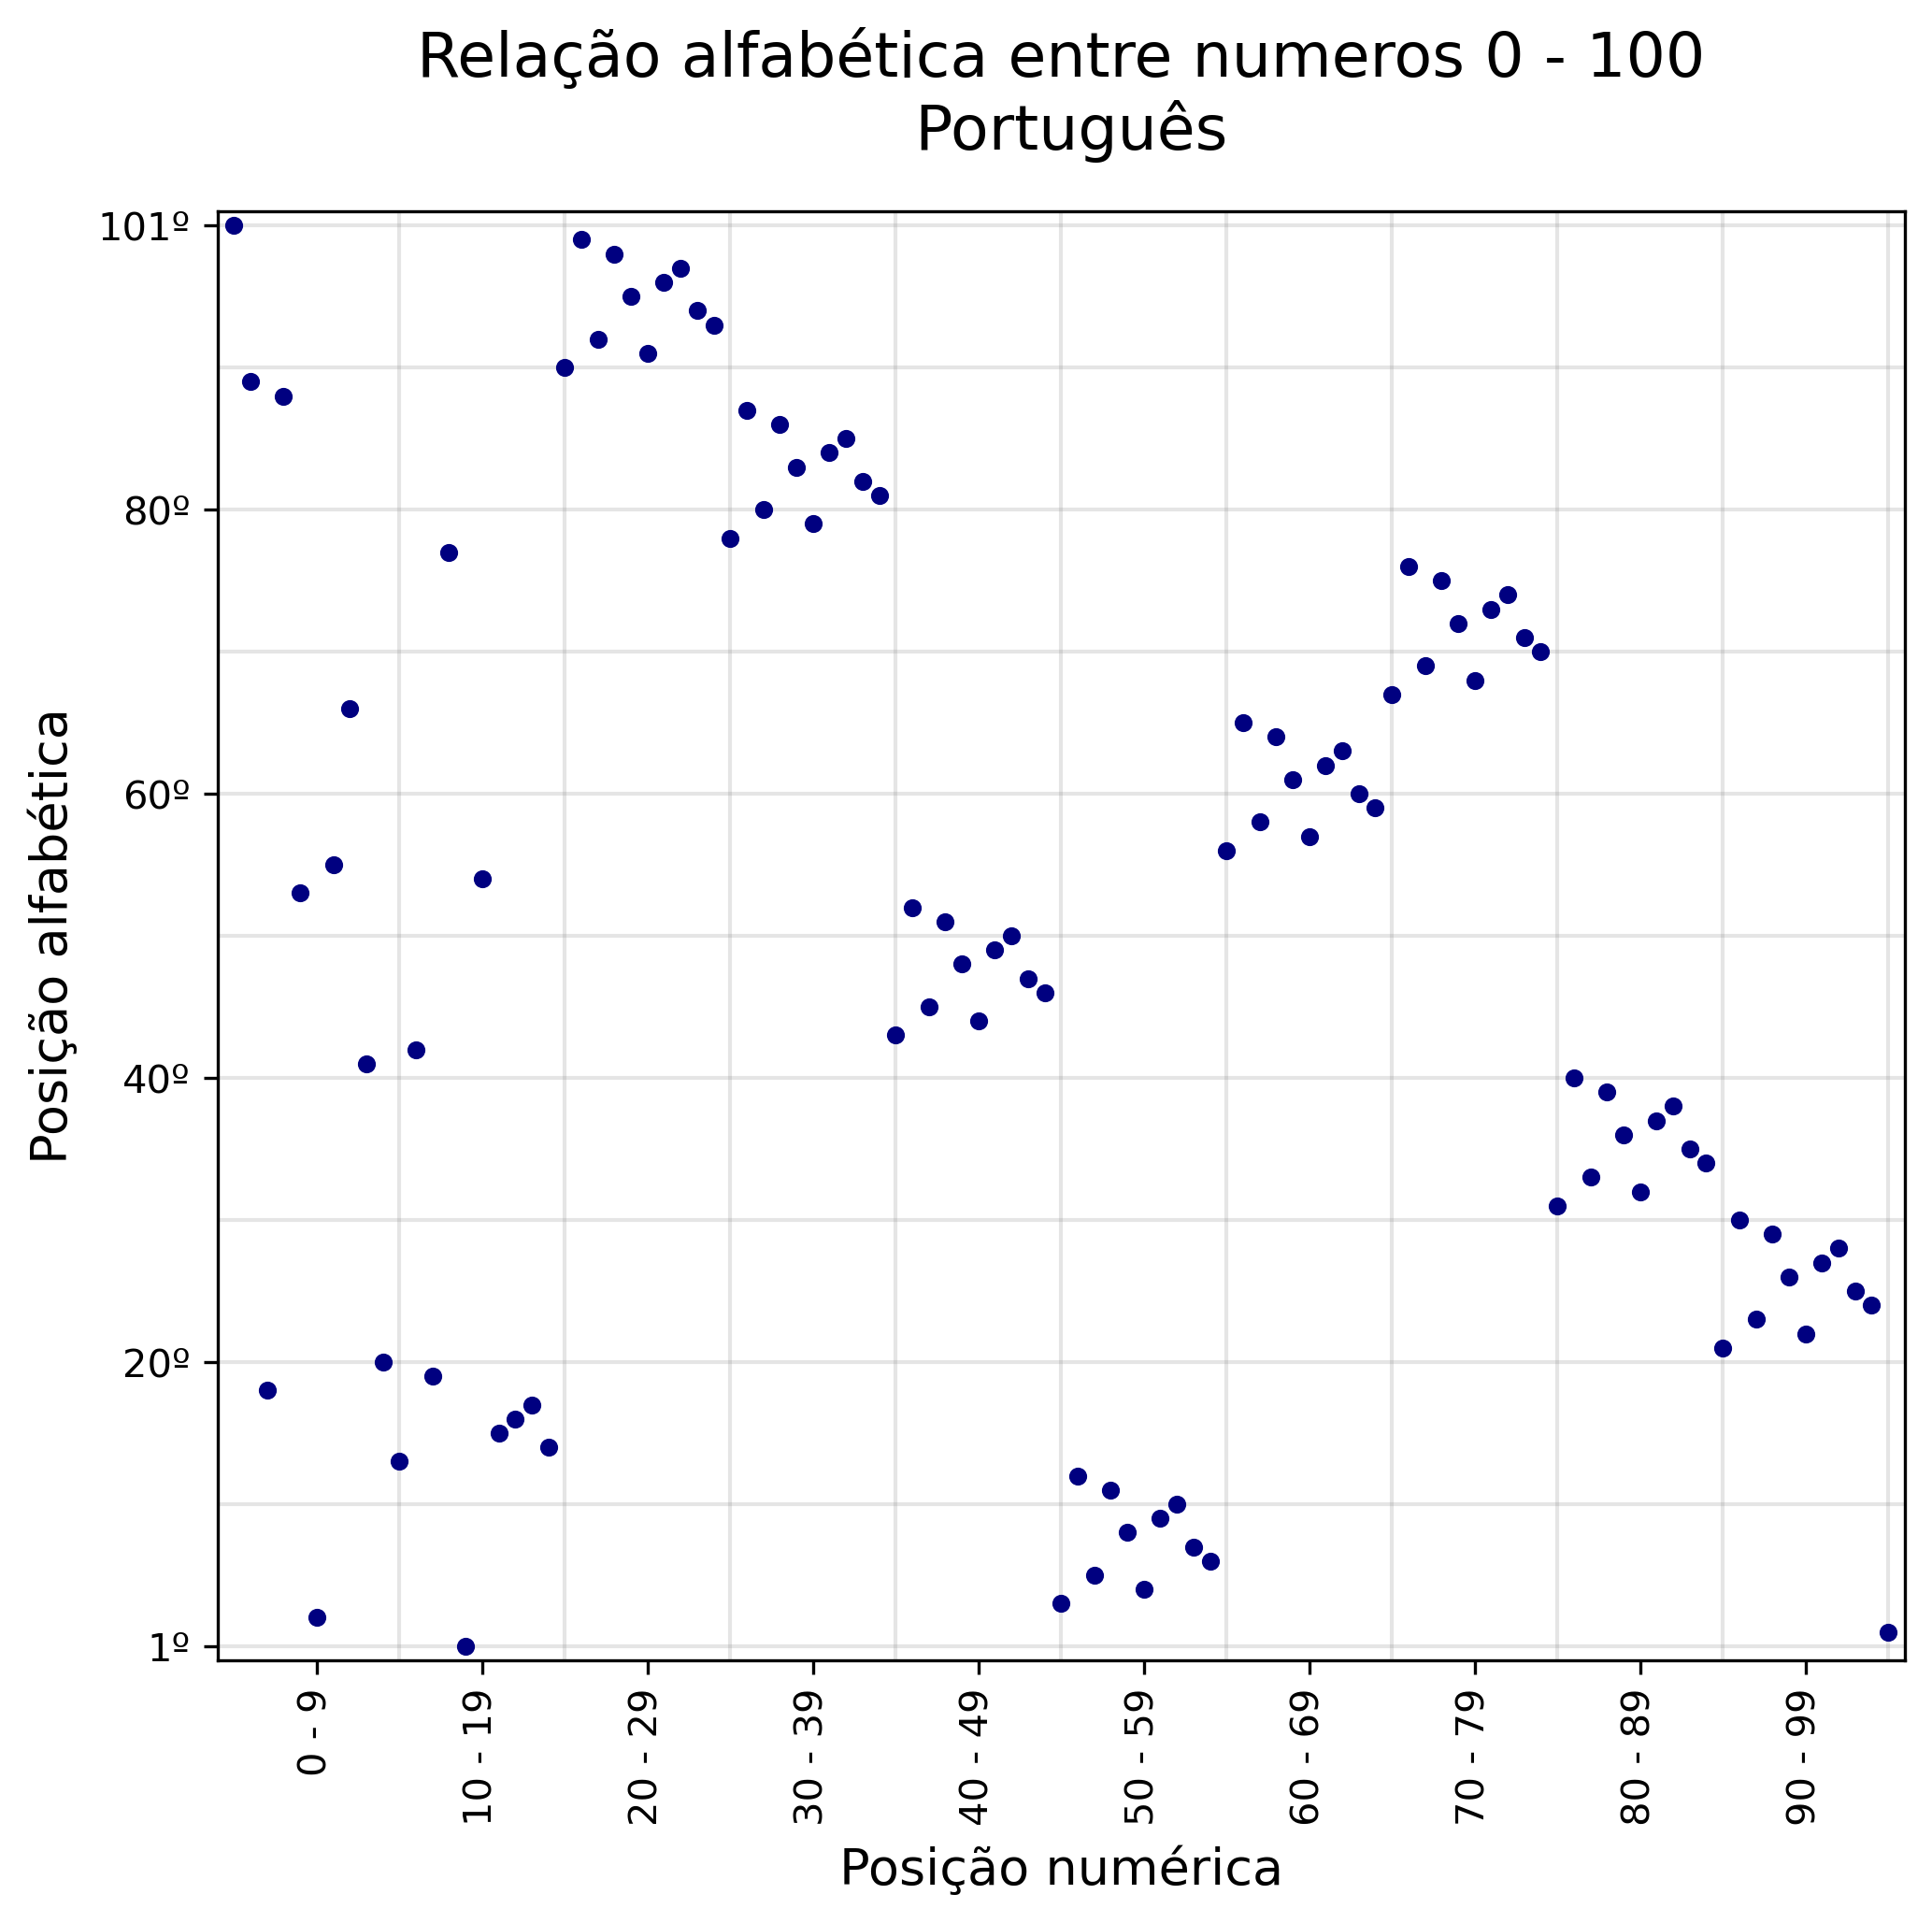 Relação alfabética entre numeros 0 - 100
Português
101º
80º
60º
40º
20º
1º
Posição alfabética
0 - 9
10 - 19
20 - 29
30 - 39
40 - 49
50 - 59
60 - 69
70 - 79
80 - 89
90 - 99
Posição numérica